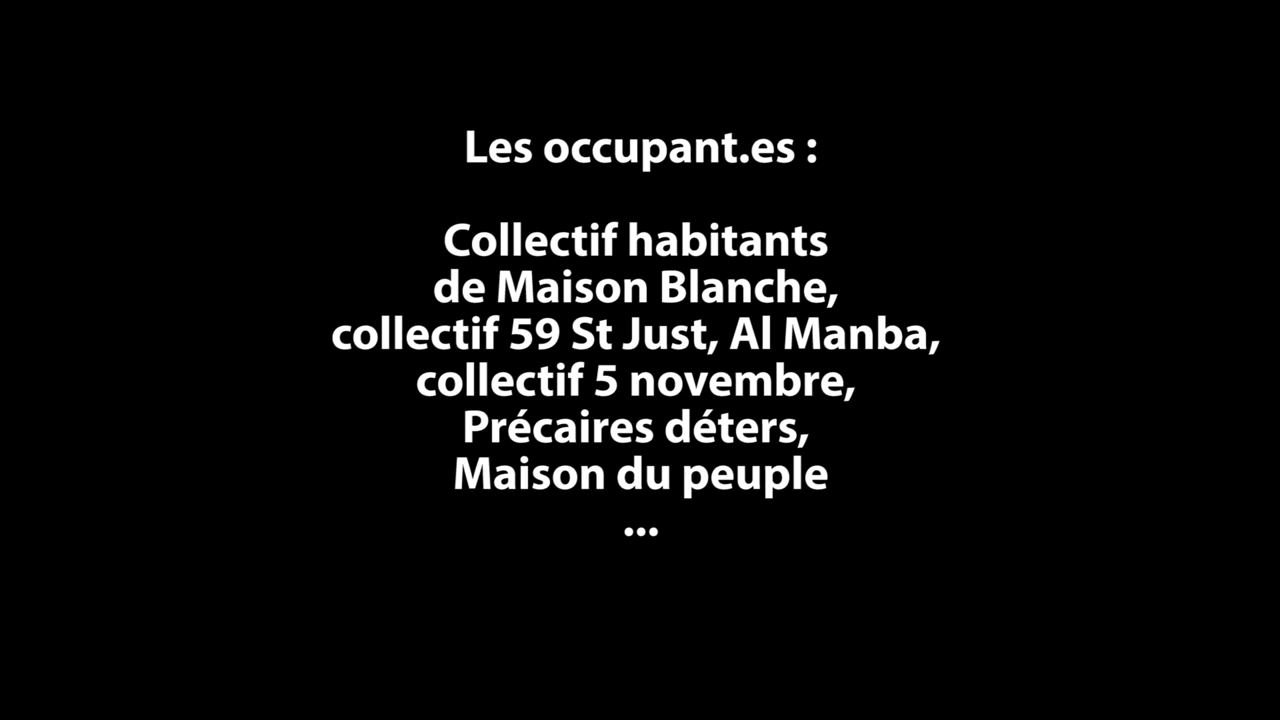 Les occupant.es :
Collectif habitants
de Maison Blanche,
collectif 59 St Just, Al Manba,
collectif 5 novembre,
Précaires déters,
Maison du peuple
...